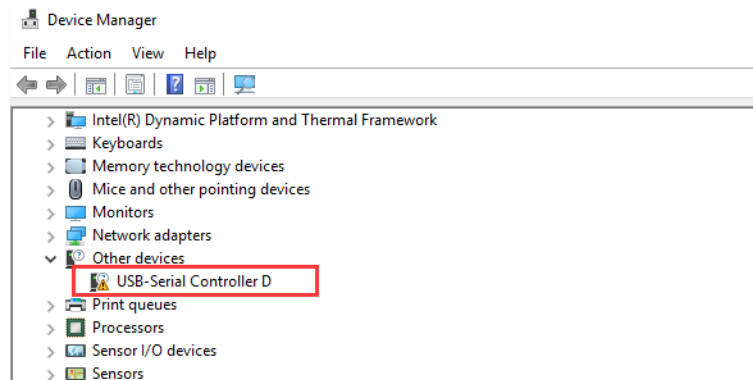 Device Manager
File Action View Help
Intel(R) Dynamic Platform and Thermal Framework
Keyboards
Memory technology devices
Mice and other pointing devices
Monitors
Network adapters
Other devices
USB-Serial Controller D
Print queues
Processors
Sensor I/O devices
Sensors